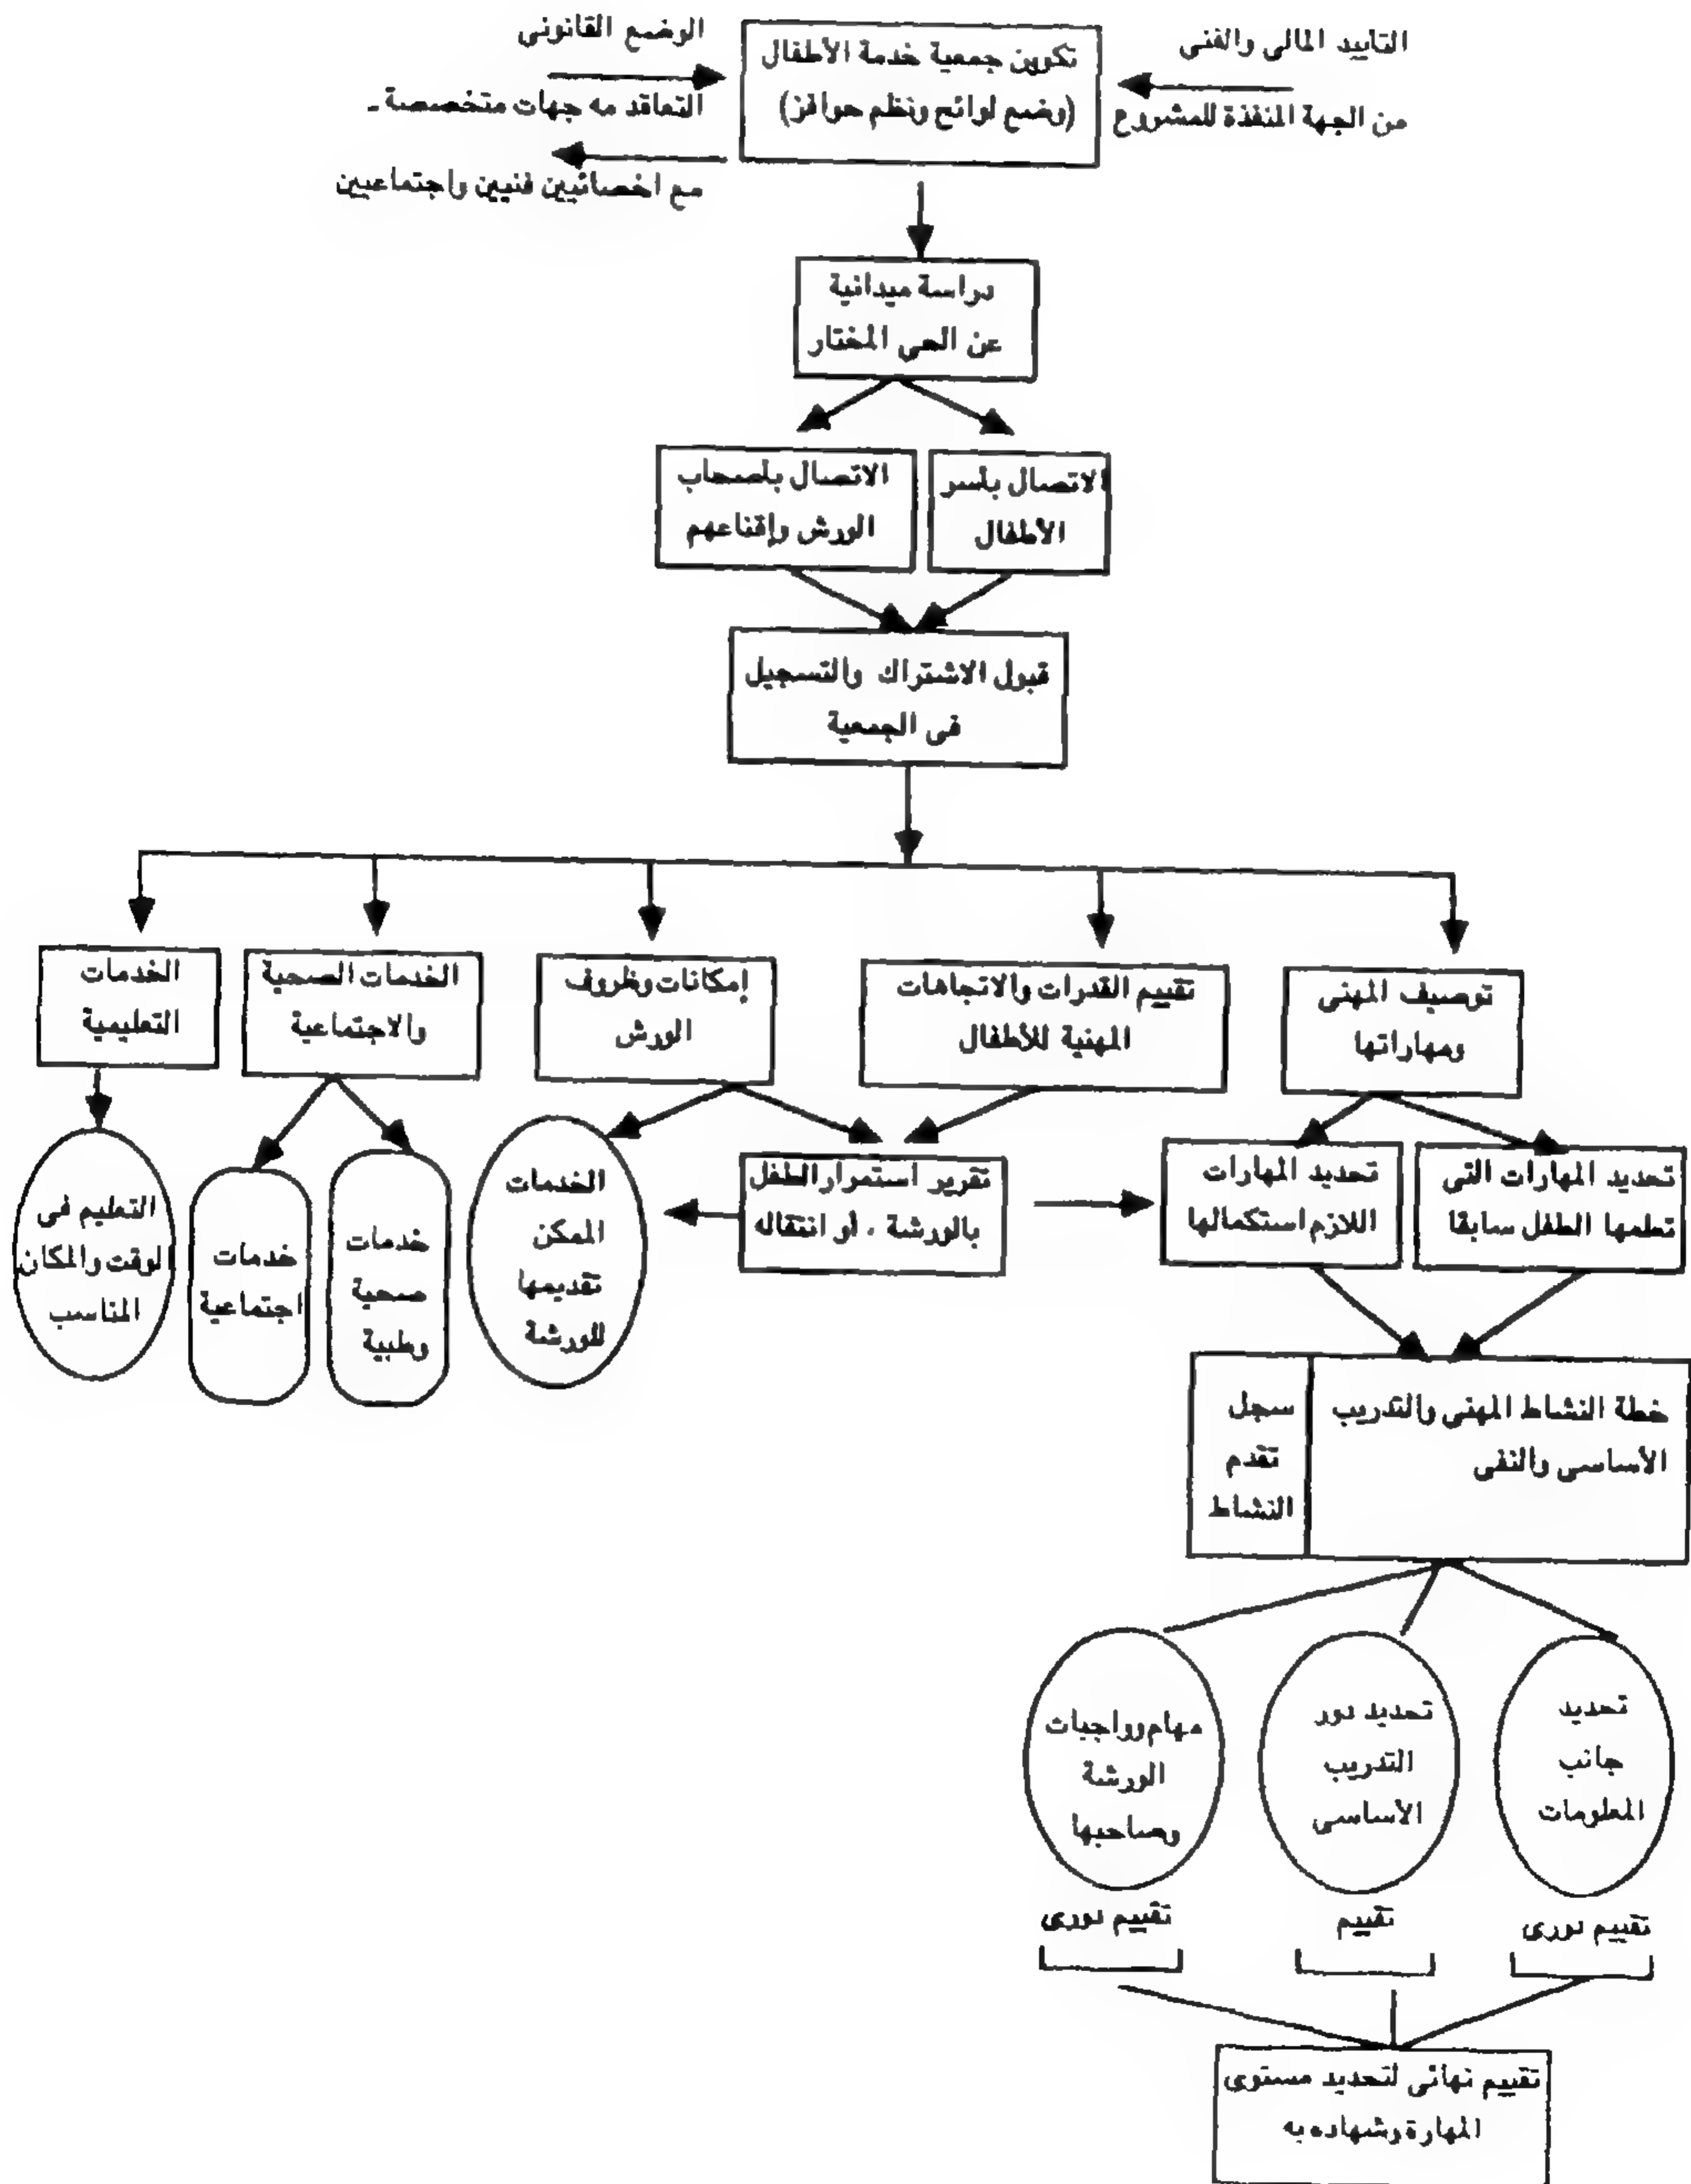 التأييد المالى والفنى
من الجهة المنفذة للمشروع
تكوين جمعية خدمة الأطفال
(وضع لوائح ونظم حوافز)
الوضع القانونى
التعاقد مه جهات متخصصة ـ
مع اخصائيين فنيين واجتماعيين
دراسة ميدانية
عن الحى المختار
الاتصال بأسر
الأطفال
الاتصال بأصحاب
الورش وإقناعهم
قبول الاشتراك والتسجيل
فى الجمعية
توصيف المهنى
ومهاراتها
تقييم القدرات والاتجاهات
المهنية للأطفال
إمكانات وظروف
الورش
الخدمات الصحية
والاجتماعية
الخدمات
التعليمية
تحديد المهارات التى
تعلمها الطفل سابقا
تحديد المهارات
اللازم استكمالها
تقرير استمرار الطفل
بالورشة ، أو انتقاله
الخدمات
الممكن
تقديمها
للورشة
خدمات
صحية
وطبية
خدمات
اجتماعية
التعليم فى
الوقت والمكان
المناسب
خطة النشاط المهنى والتدريب
الأساسى والنفى
سجل
تقدم
النشاط
تحديد
جانب
المعلومات
تحديد دور
التدريب
الأساسى
مهام وواجبات
الورشة
وصاحبها
تقييم دورى
تقييم
تقييم دورى
تقييم نهائى لتحديد مستوى
المهارة وشهاده به